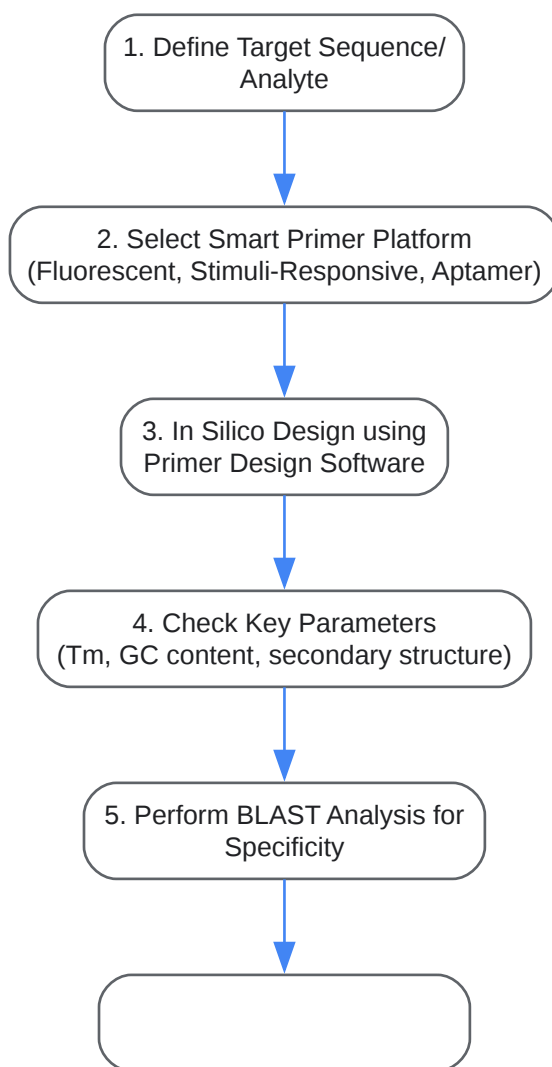 1. Define Target Sequence/
Analyte
2. Select Smart Primer Platform
(Fluorescent, Stimuli-Responsive, Aptamer)
3. In Silico Design using
Primer Design Software
4. Check Key Parameters
(Tm, GC content, secondary structure)
5. Perform BLAST Analysis for
Specificity